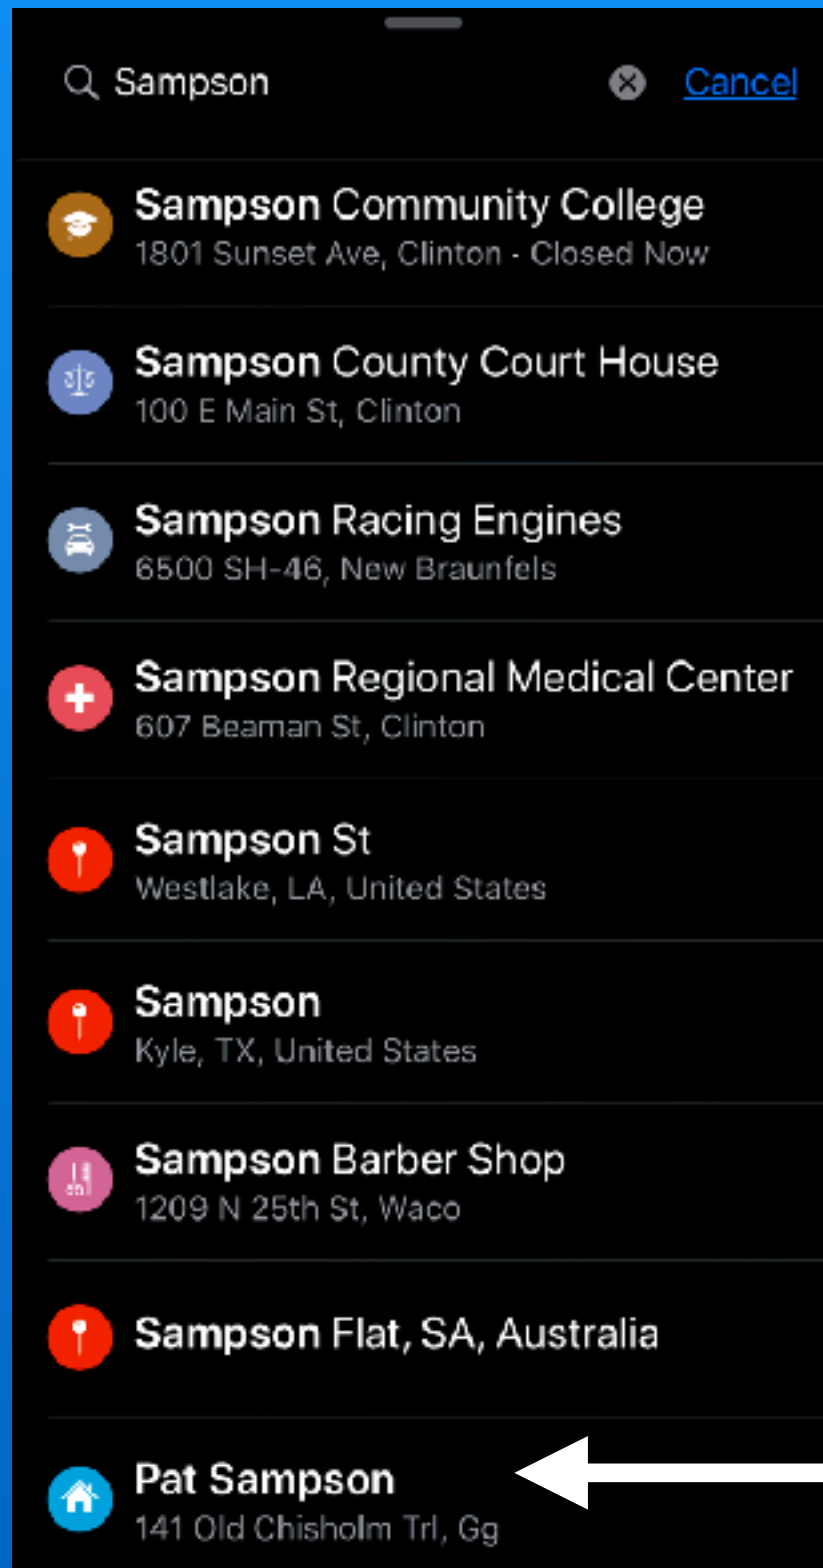 Sampson Cancel
Sampson Community College
1801 Sunset Ave, Clinton · Closed Now
Sampson County Court House
100 E Main St, Clinton
Sampson Racing Engines
6500 SH-46, New Braunfels
Sampson Regional Medical Center
607 Beaman St, Clinton
Sampson St
Westlake, LA, United States
Sampson
Kyle, TX, United States
Sampson Barber Shop
1209 N 25th St, Waco
Sampson Flat, SA, Australia
Pat Sampson
141 Old Chisholm Trl, Gg